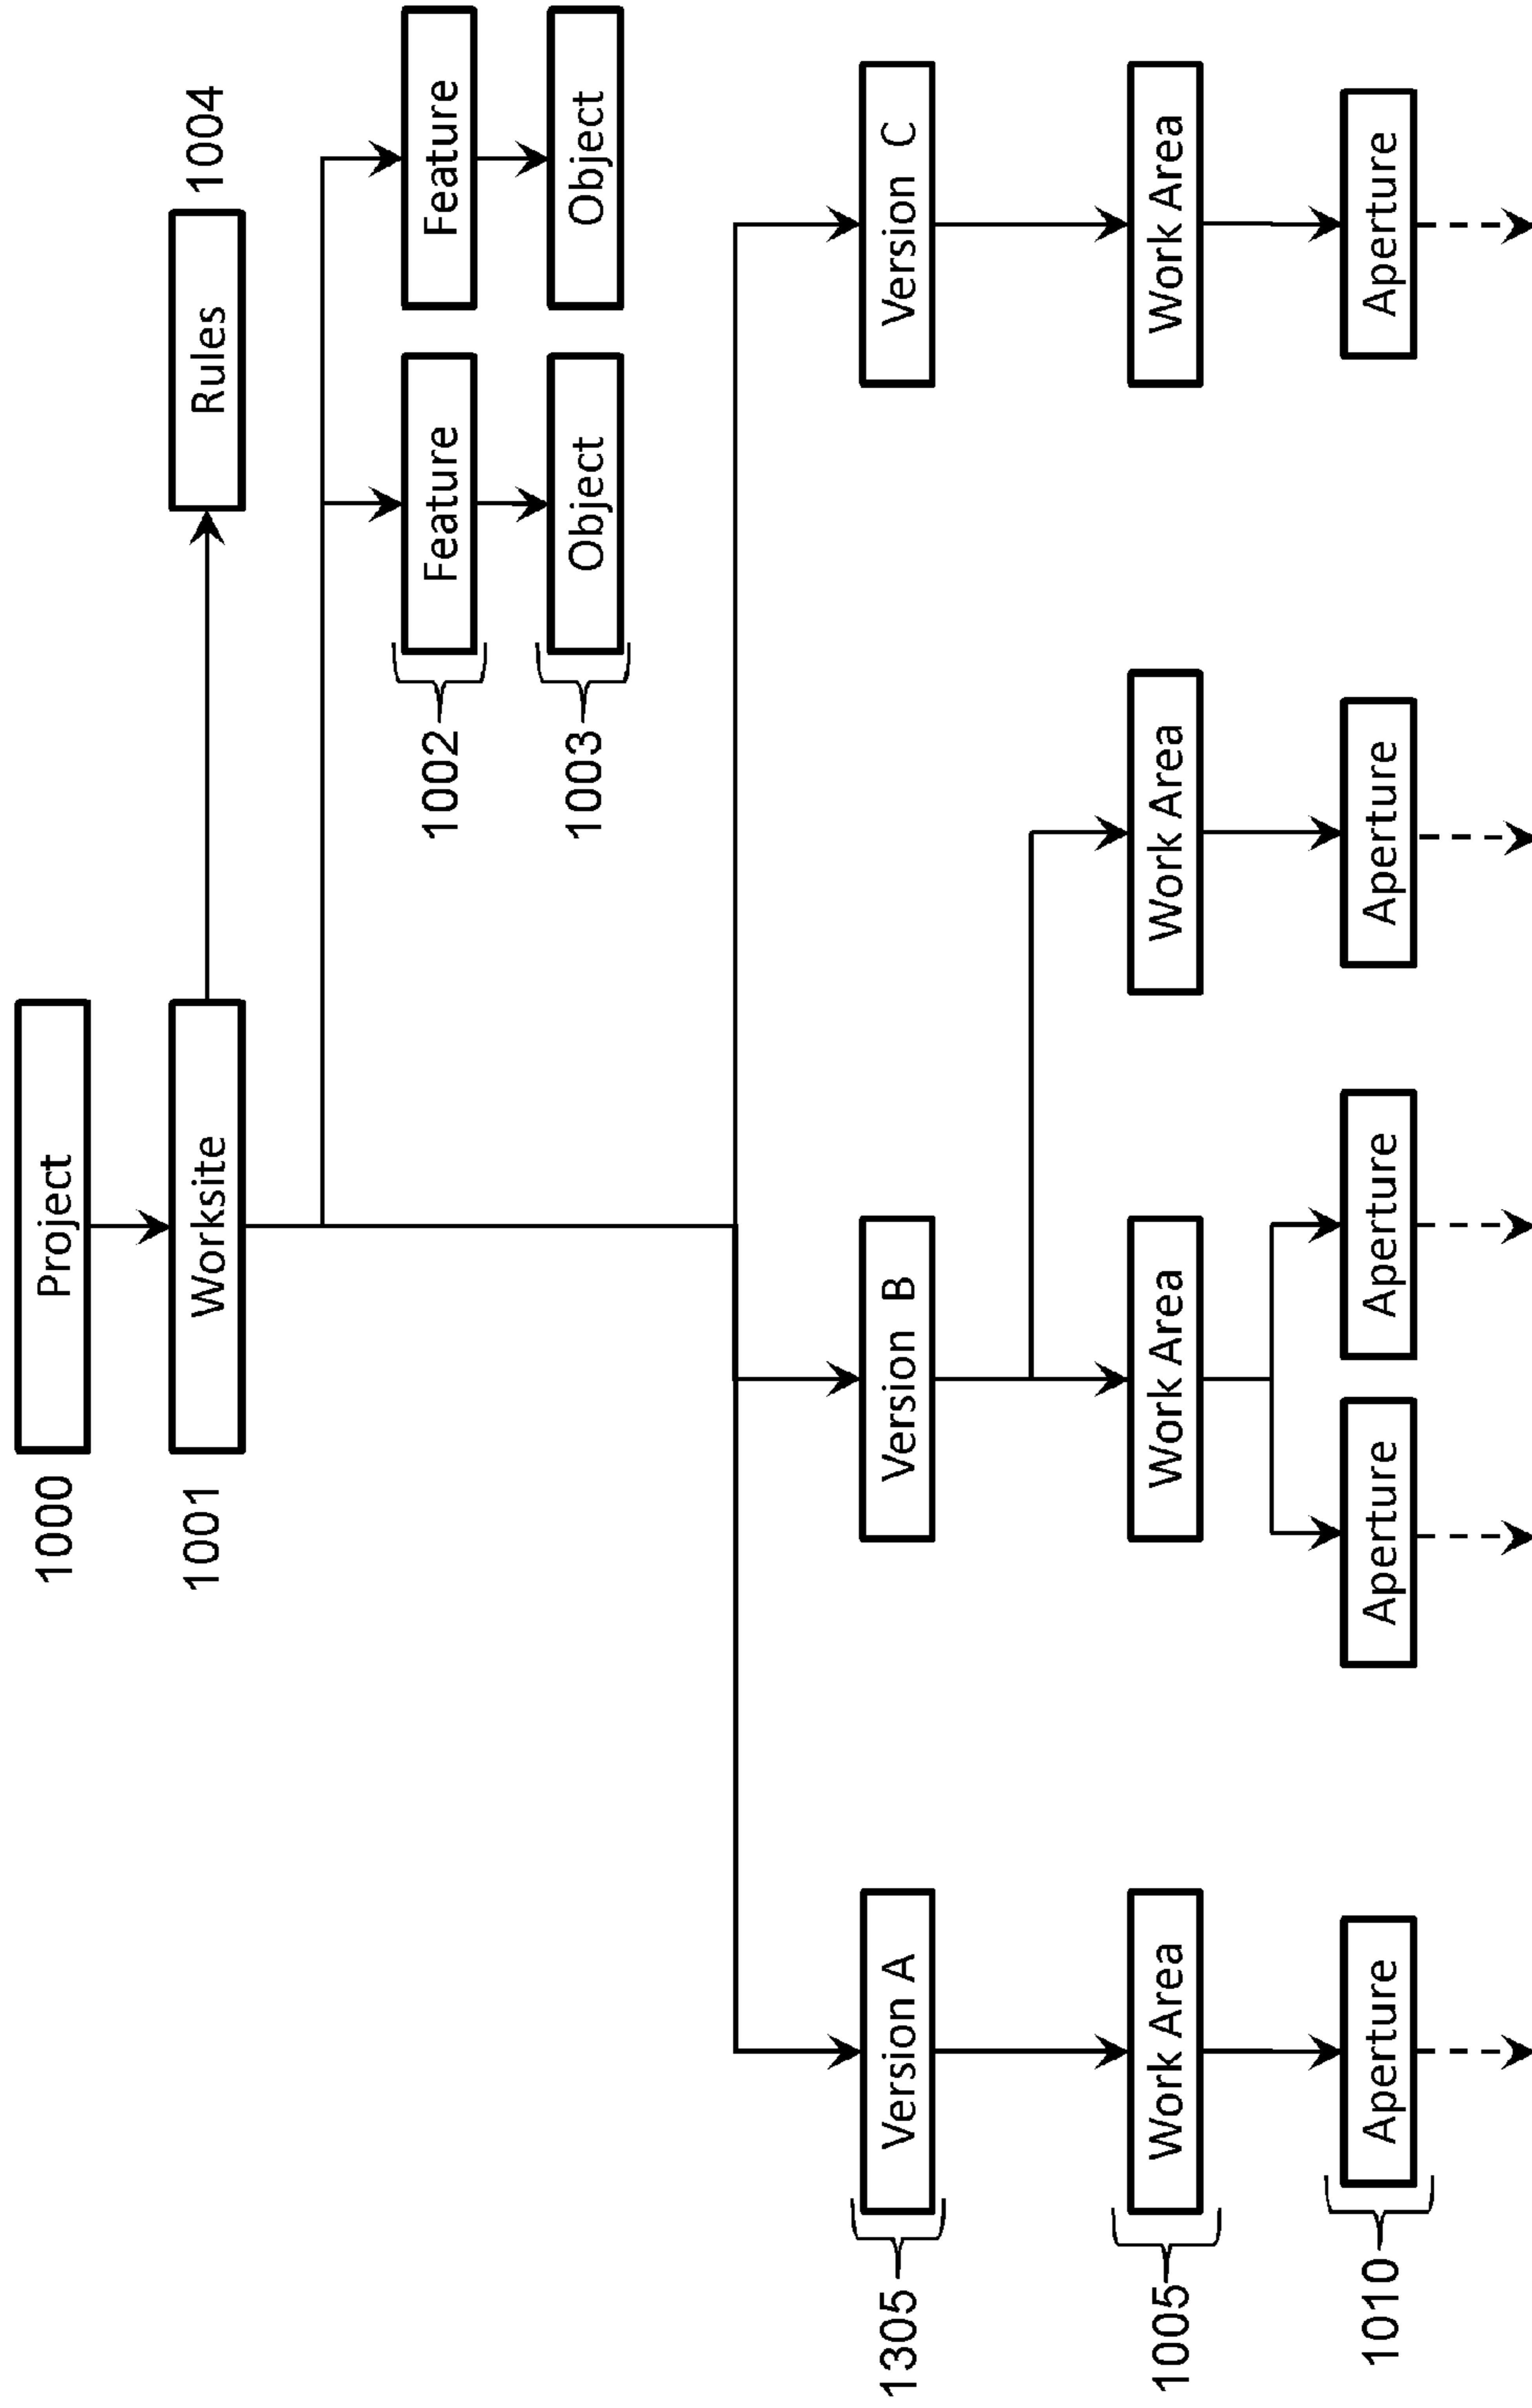 1000
Project
1001
Worksite
Rules
1004
1002
Feature
Feature
1003
Object
Object
1305
Version A
Version B
Version C
1005
Work Area
Work Area
Work Area
Work Area
1010
Aperture
Aperture
Aperture
Aperture
Aperture